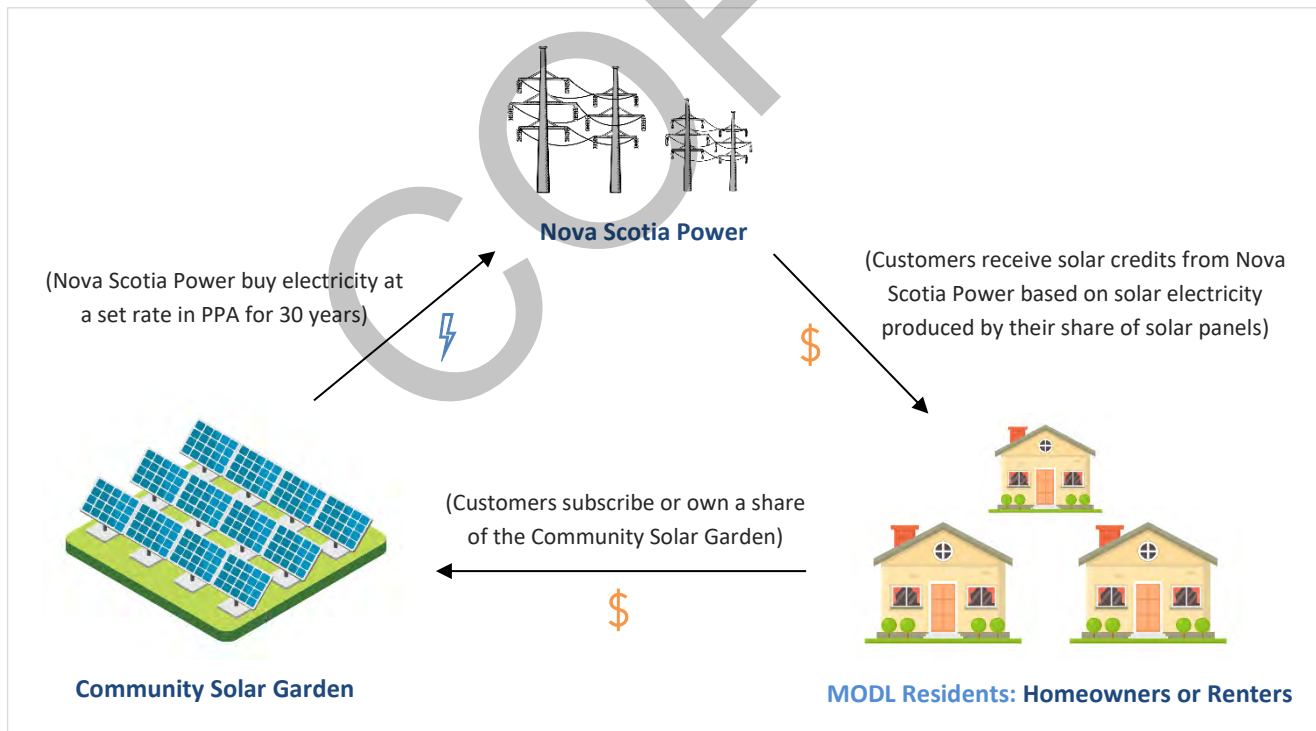 COP
Nova Scotia Power
(Nova Scotia Power buy electricity at
a set rate in PPA for 30 years)
(Customers receive solar credits from Nova
Scotia Power based on solar electricity
produced by their share of solar panels)
$
(Customers subscribe or own a share
of the Community Solar Garden)
$
Community Solar Garden
MODL Residents: Homeowners or Renters